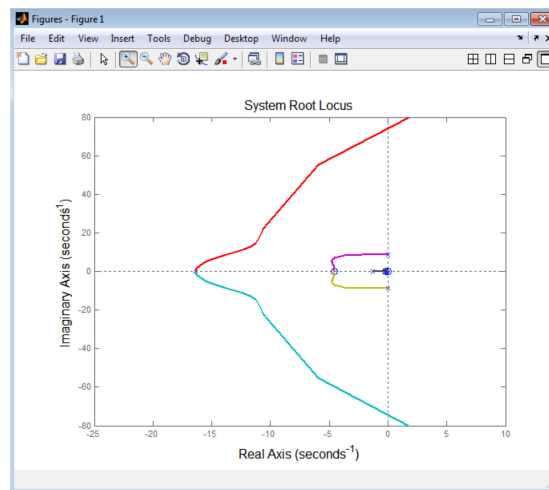 Figures - Figure 1
File Edit View Insert Tools Debug Desktop Window Help
System Root Locus
Imaginary Axis (seconds¹)
80
60
40
20
0
-20
-40
-60
-80
-25 -20 -15 -10 -5 0 5 10
Real Axis (seconds⁻¹)